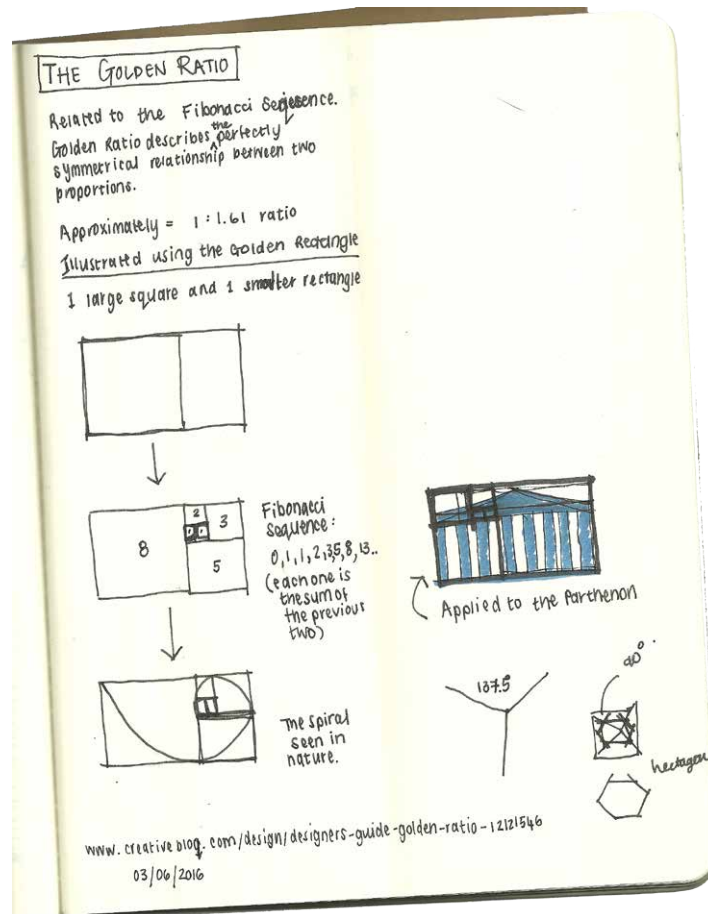 THE GOLDEN RATIO
Related to the Fibonacci Sequence.
Golden Ratio describes the perfectly
symmetrical relationship between two
proportions.
Approximately = 1 : 1.61 ratio
Illustrated using the Golden Rectangle
1 large square and 1 smaller rectangle
8
2
3
5
Fibonacci
Sequence:
0,1,1,2,3,5,8,13..
(each one is
the sum of
the previous
two)
Applied to the Parthenon
The spiral
seen in
nature.
137.5
90°
hectagon
www.creativebloq.com/design/designers-guide-golden-ratio-12121546
03/06/2016